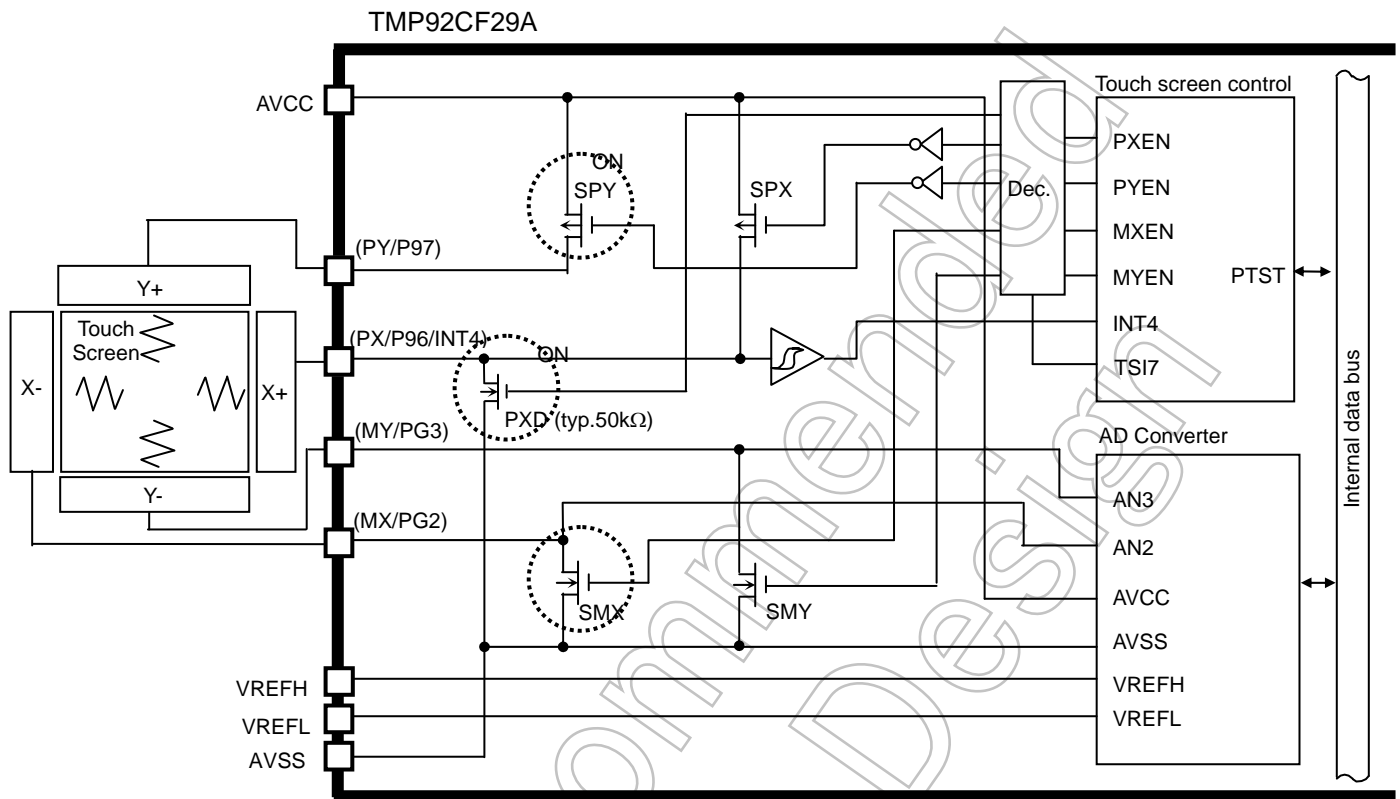 TMP92CF29A
AVCC
Touch screen control
ON
SPY
SPX
Dec.
PXEN
PYEN
MXEN
MYEN
PTST
INT4
TSI7
(PY/P97)
Y+
Touch
Screen
X-
X+
Y-
(PX/P96/INT4)
ON
PXD (typ.50kΩ)
(MY/PG3)
(MX/PG2)
SMX
SMY
AD Converter
AN3
AN2
AVCC
AVSS
VREFH
VREFL
Internal data bus
VREFH
VREFL
AVSS
ommended
Design